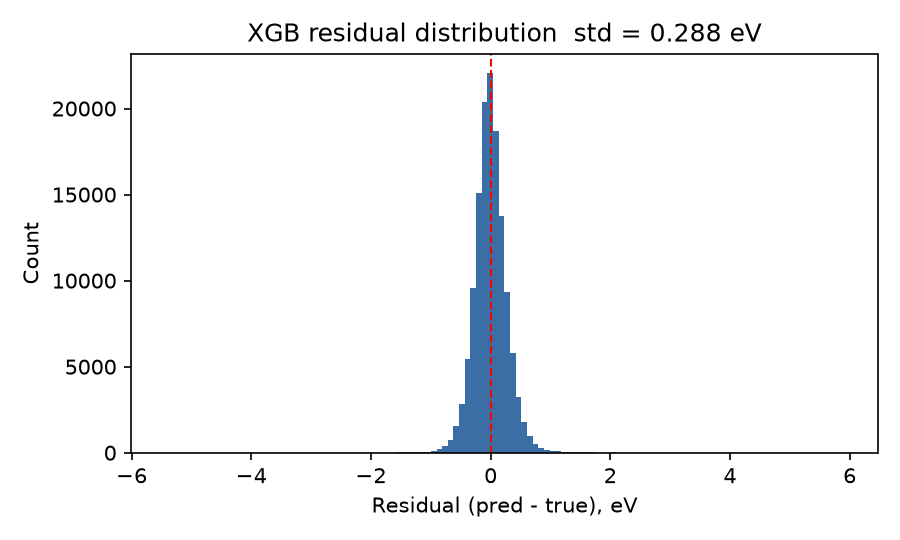 XGB residual distribution  std = 0.288 eV
20000
15000
10000
5000
0
Count
−6 −4 −2 0 2 4 6
Residual (pred - true), eV